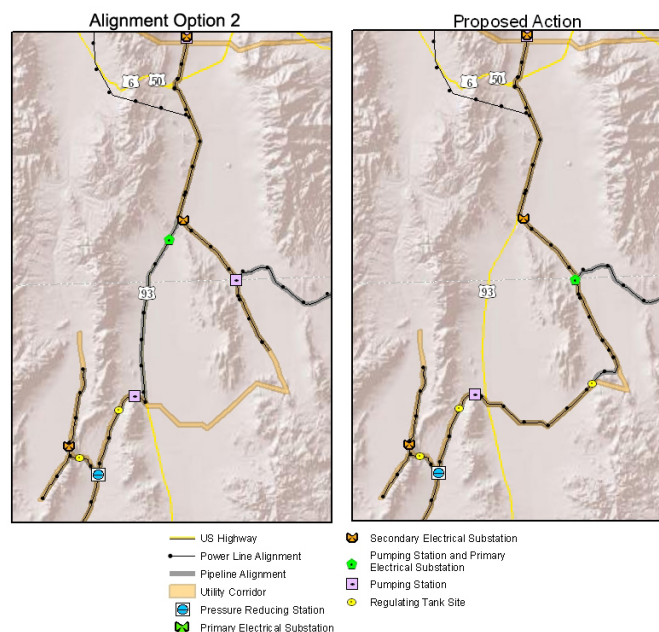 Alignment Option 2
Proposed Action
6
50
93
6
50
93
US Highway
Power Line Alignment
Pipeline Alignment
Utility Corridor
Pressure Reducing Station
Primary Electrical Substation
Secondary Electrical Substation
Pumping Station and Primary
Electrical Substation
Pumping Station
Regulating Tank Site